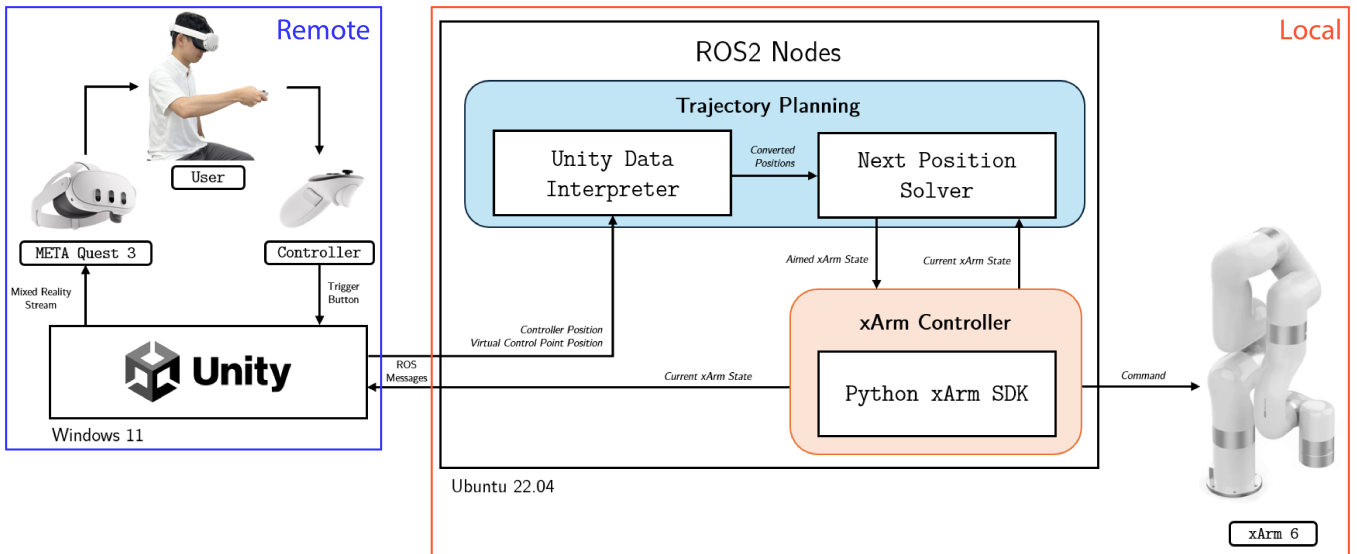 Remote
Local
ROS2 Nodes
Trajectory Planning
Unity Data
Interpreter
Converted
Positions
Next Position
Solver
User
META Quest 3
Controller
Mixed Reality
Stream
Trigger
Button
Aimed xArm State
Current xArm State
Unity
Controller Position
Virtual Control Point Position
ROS
Messages
Current xArm State
xArm Controller
Python xArm SDK
Command
Windows 11
Ubuntu 22.04
xArm 6